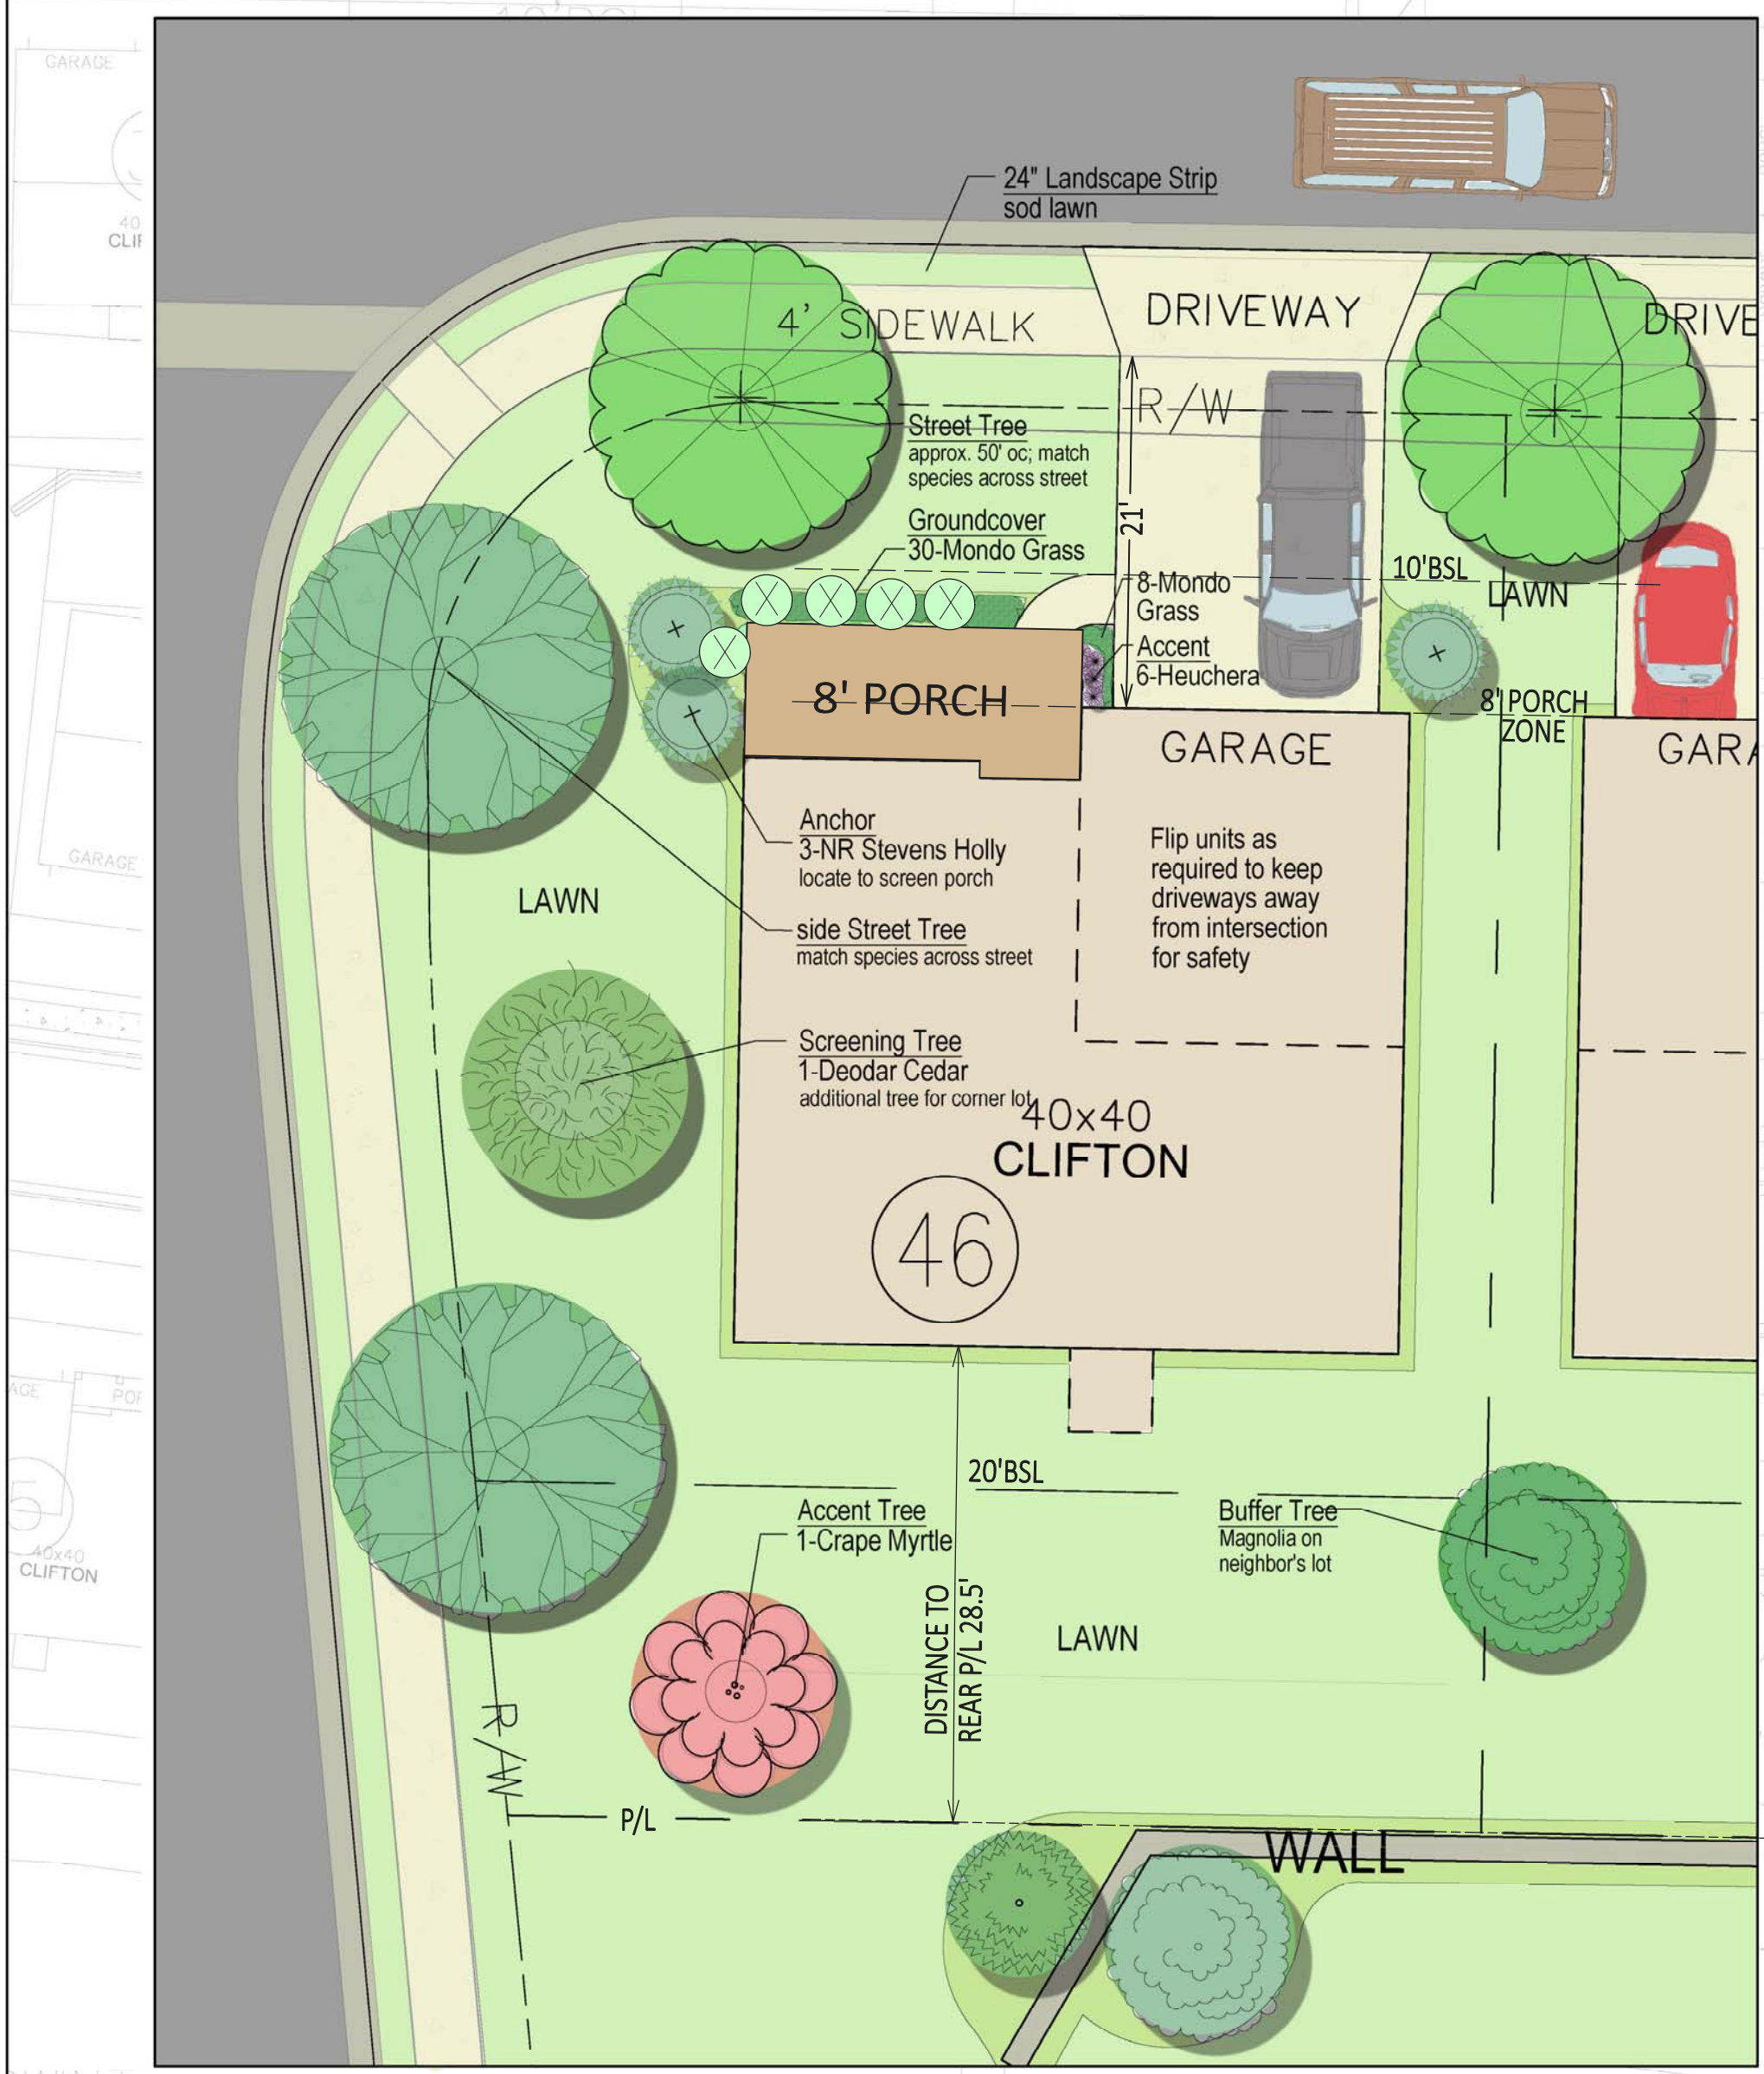 GARAGE
40
CLIF
24" Landscape Strip
sod lawn
4' SIDEWALK
DRIVEWAY
DRIVE
R/W
Street Tree
approx. 50' oc; match
species across street
Groundcover
30-Mondo Grass
21'
10'BSL
LAWN
8-Mondo
Grass
Accent
6-Heuchera
8' PORCH
8' PORCH
ZONE
GARAGE
GARA
GARAGE
Anchor
3-NR Stevens Holly
locate to screen porch
Flip units as
required to keep
driveways away
from intersection
for safety
LAWN
side Street Tree
match species across street
Screening Tree
1-Deodar Cedar
additional tree for corner lot
40x40
CLIFTON
46
AGE
POR
20'BSL
Accent Tree
1-Crape Myrtle
Buffer Tree
Magnolia on
neighbor's lot
40x40
CLIFTON
DISTANCE TO
REAR P/L 28.5'
LAWN
R/W
P/L
WALL